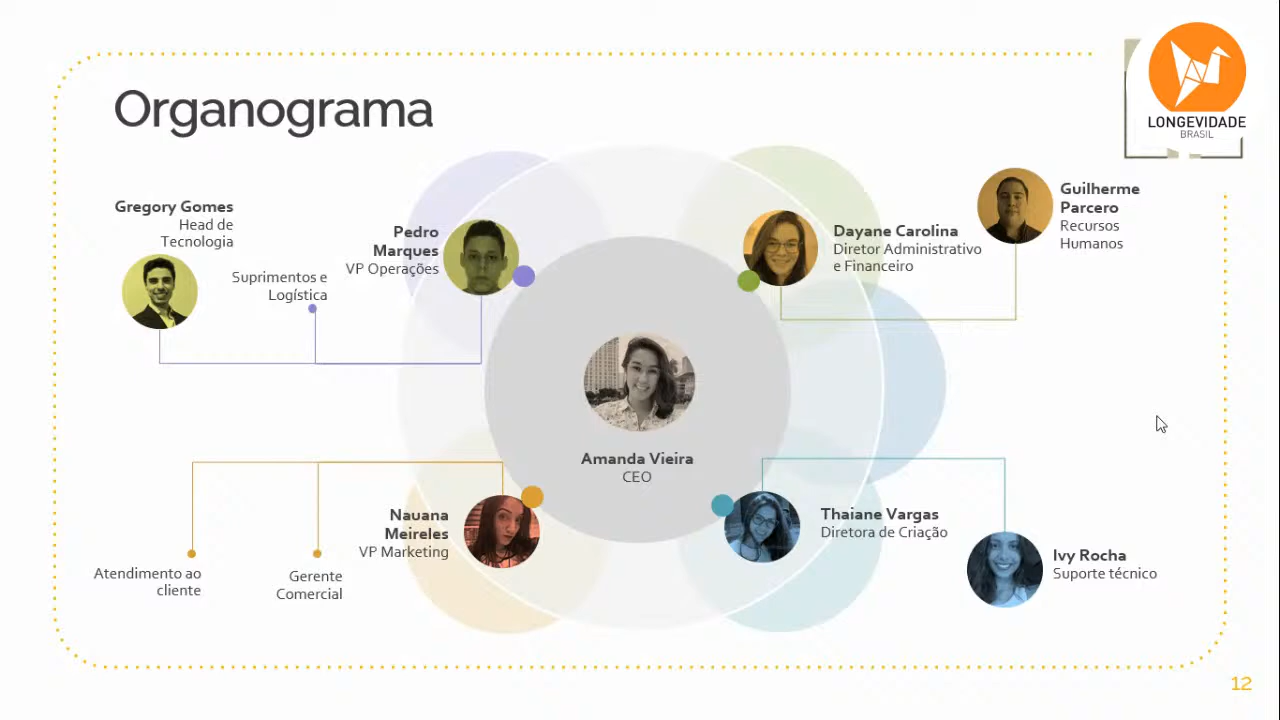 Organograma
LONGEVIDADE
BRASIL
Gregory Gomes
Head de
Tecnologia
Suprimentos e
Logística
Pedro
Marques
VP Operações
Dayane Carolina
Diretor Administrativo
e Financeiro
Guilherme
Parcero
Recursos
Humanos
Amanda Vieira
CEO
Atendimento ao
cliente
Gerente
Comercial
Nauana
Meireles
VP Marketing
Thaiane Vargas
Diretora de Criação
Ivy Rocha
Suporte técnico
12